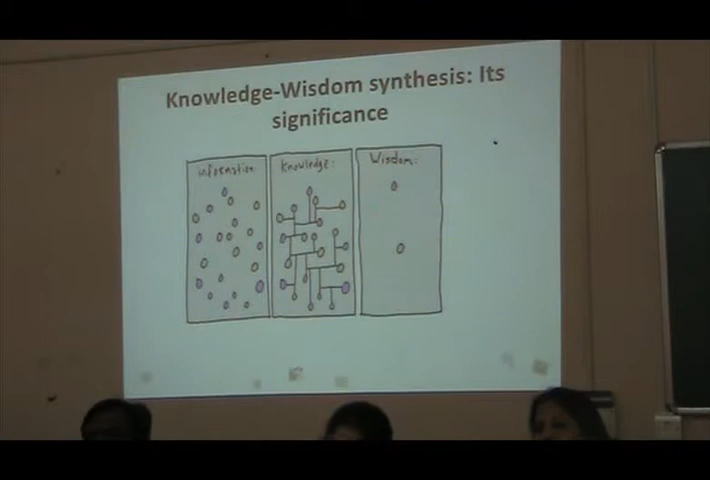 Knowledge-Wisdom synthesis: Its
significance
information
Knowledge:
Wisdom: